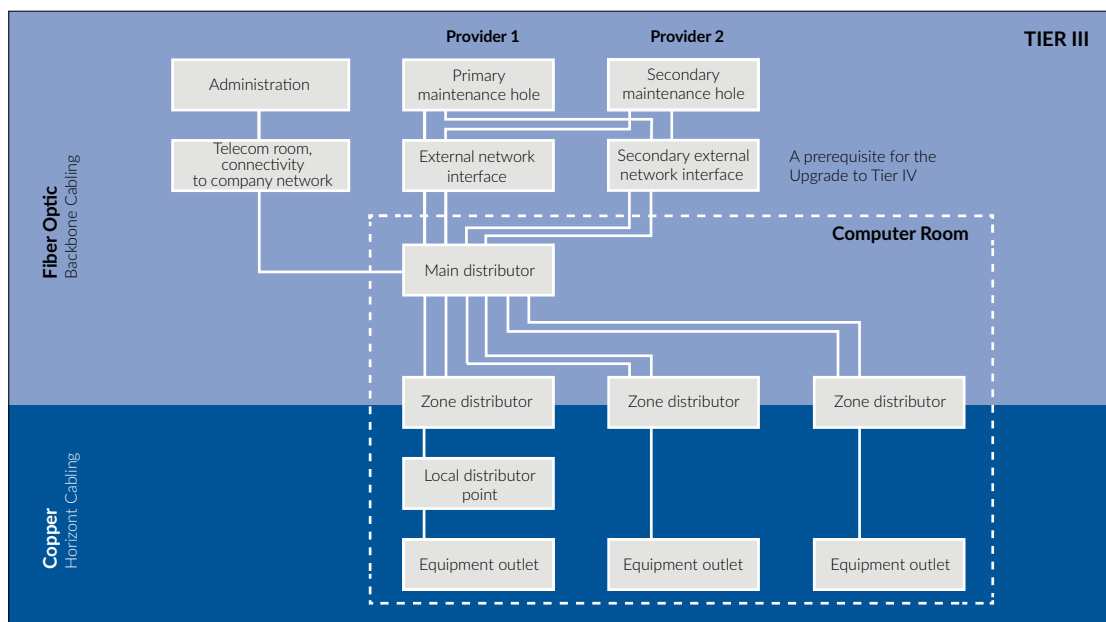 Provider 1
Provider 2
TIER III
Administration
Primary
maintenance hole
Secondary
maintenance hole
Telecom room,
connectivity
to company network
External network
interface
Secondary external
network interface
A prerequisite for the
Upgrade to Tier IV
Fiber Optic
Backbone Cabling
Computer Room
Main distributor
Zone distributor
Zone distributor
Zone distributor
Copper
Horizont Cabling
Local distributor
point
Equipment outlet
Equipment outlet
Equipment outlet